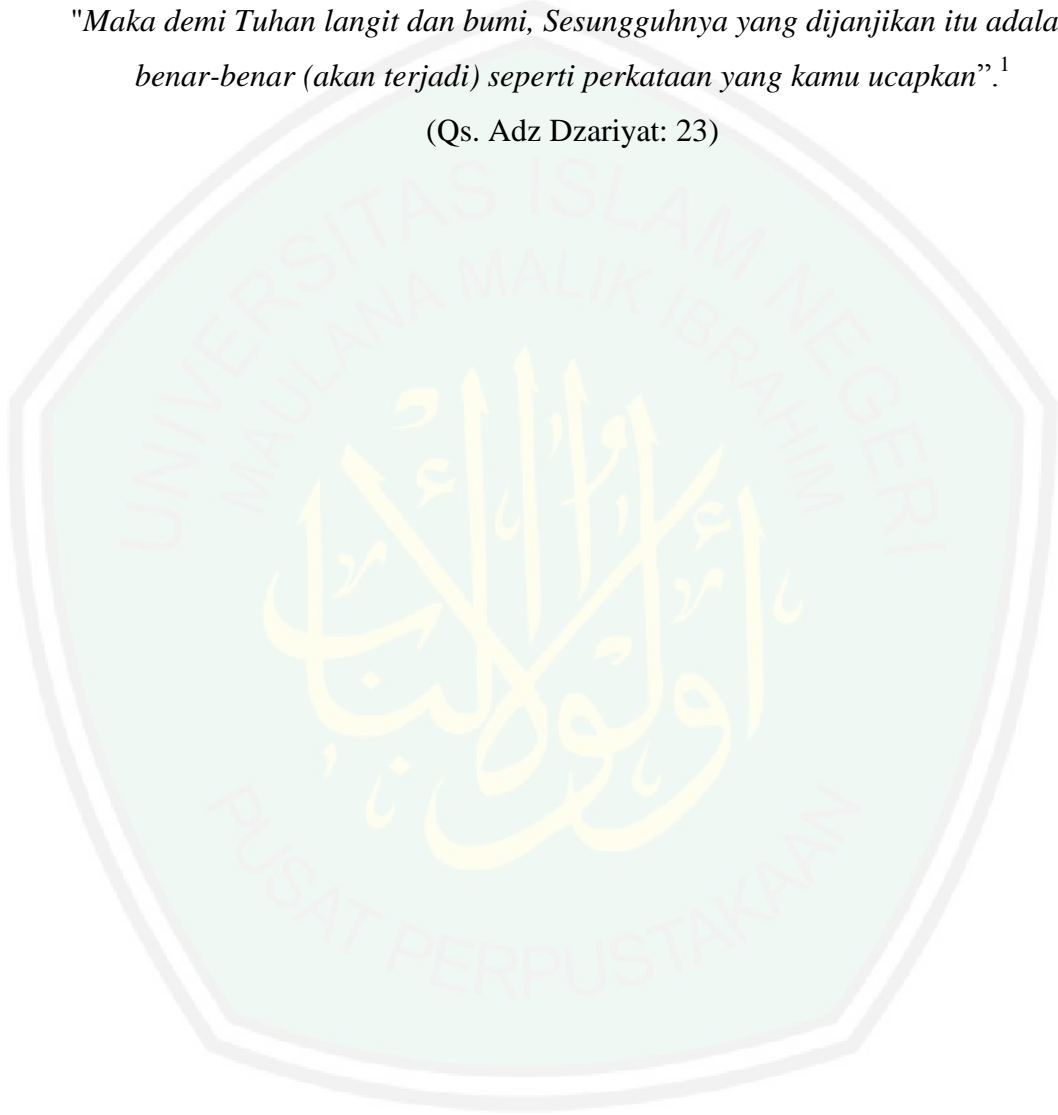 "Maka demi Tuhan langit dan bumi, Sesungguhnya yang dijanjikan itu adala
benar-benar (akan terjadi) seperti perkataan yang kamu ucapkan”.1
(Qs. Adz Dzariyat: 23)
UNIVERSITAS ISLAM NEGERI
MAULANA MALIK IBRAHIM
أولوا الألباب
PUSAT PERPUSTAKAAN